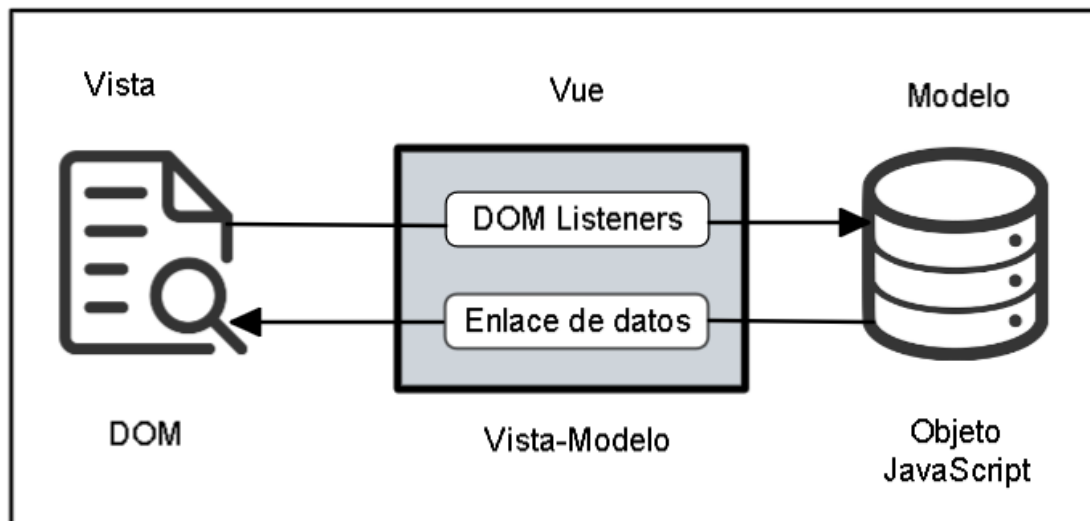 Vista
Vue
Modelo
DOM Listeners
Enlace de datos
DOM
Vista-Modelo
Objeto
JavaScript